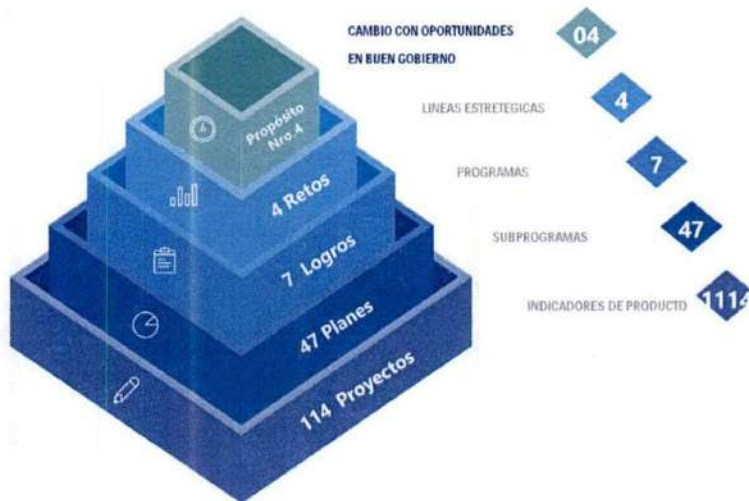 CAMBIO CON OPORTUNIDADES
EN BUEN GOBIERNO
04
LINEAS ESTRETEGICAS
4
PROGRAMAS
7
SUBPROGRAMAS
47
INDICADORES DE PRODUCTO
1114
Propósito
Nro.4
4 Retos
7 Logros
47 Planes
114 Proyectos